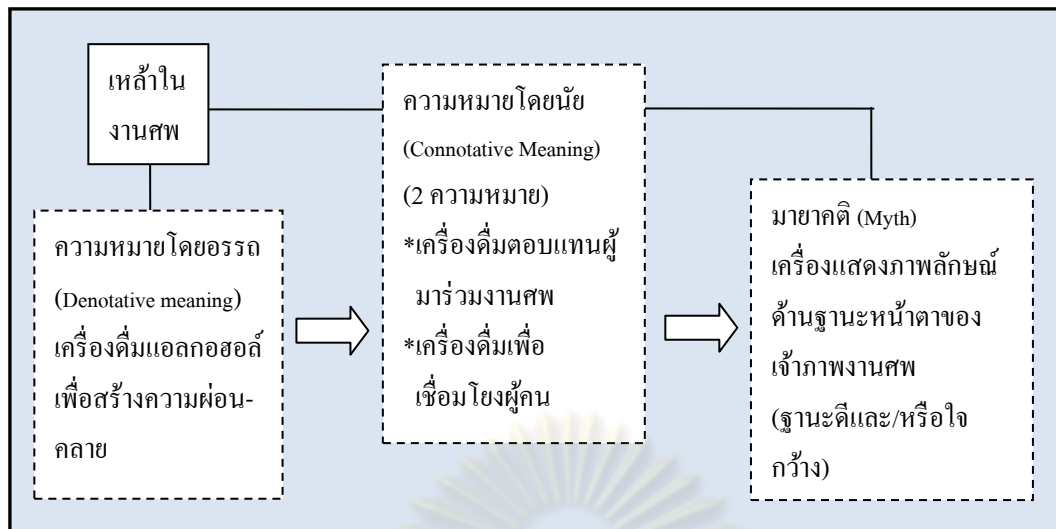 เหล้าใน
งานศพ
ความหมายโดยอรรถ
(Denotative meaning)
เครื่องดื่มแอลกอฮอล์
เพื่อสร้างความผ่อน-
คลาย
ความหมายโดยนัย
(Connotative Meaning)
(2 ความหมาย)
*เครื่องดื่มตอบแทนผู้
มาร่วมงานศพ
*เครื่องดื่มเพื่อ
เชื่อมโยงผู้คน
มายาคติ (Myth)
เครื่องแสดงภาพลักษณ์
ด้านฐานะหน้าตาของ
เจ้าภาพงานศพ
(ฐานะดีและ/หรือใจ
กว้าง)